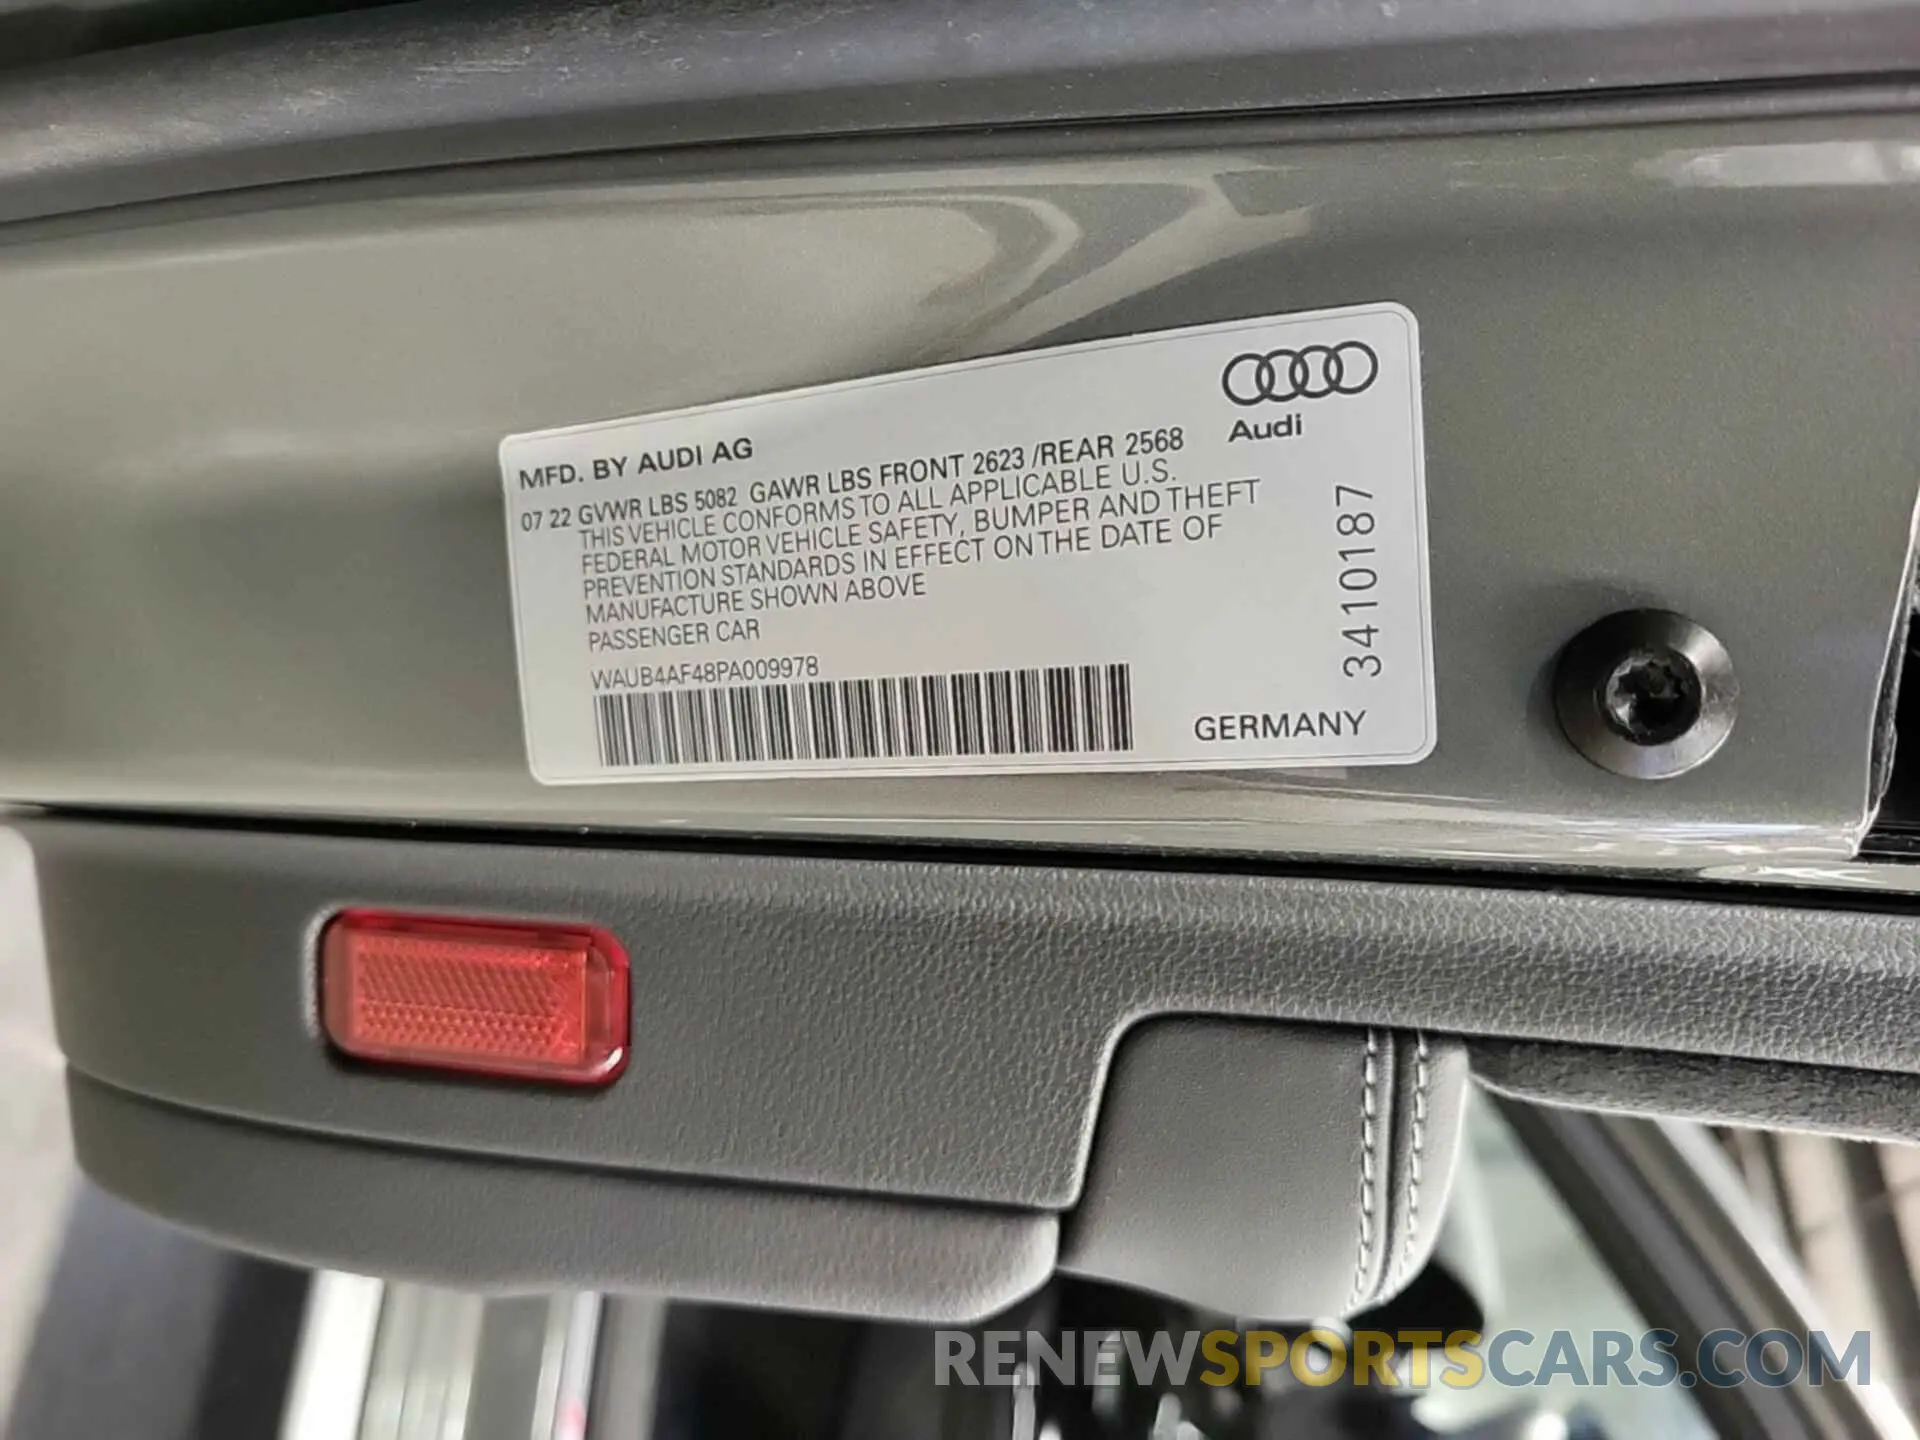 MFD. BY AUDI AG
Audi
07 22 GVWR LBS 5082 GAWR LBS FRONT 2623 /REAR 2568
THIS VEHICLE CONFORMS TO ALL APPLICABLE U.S.
FEDERAL MOTOR VEHICLE SAFETY, BUMPER AND THEFT
PREVENTION STANDARDS IN EFFECT ON THE DATE OF
MANUFACTURE SHOWN ABOVE
PASSENGER CAR
WAUB4AF48PA009978
GERMANY
3410187
RENEWSPORTSCARS.COM